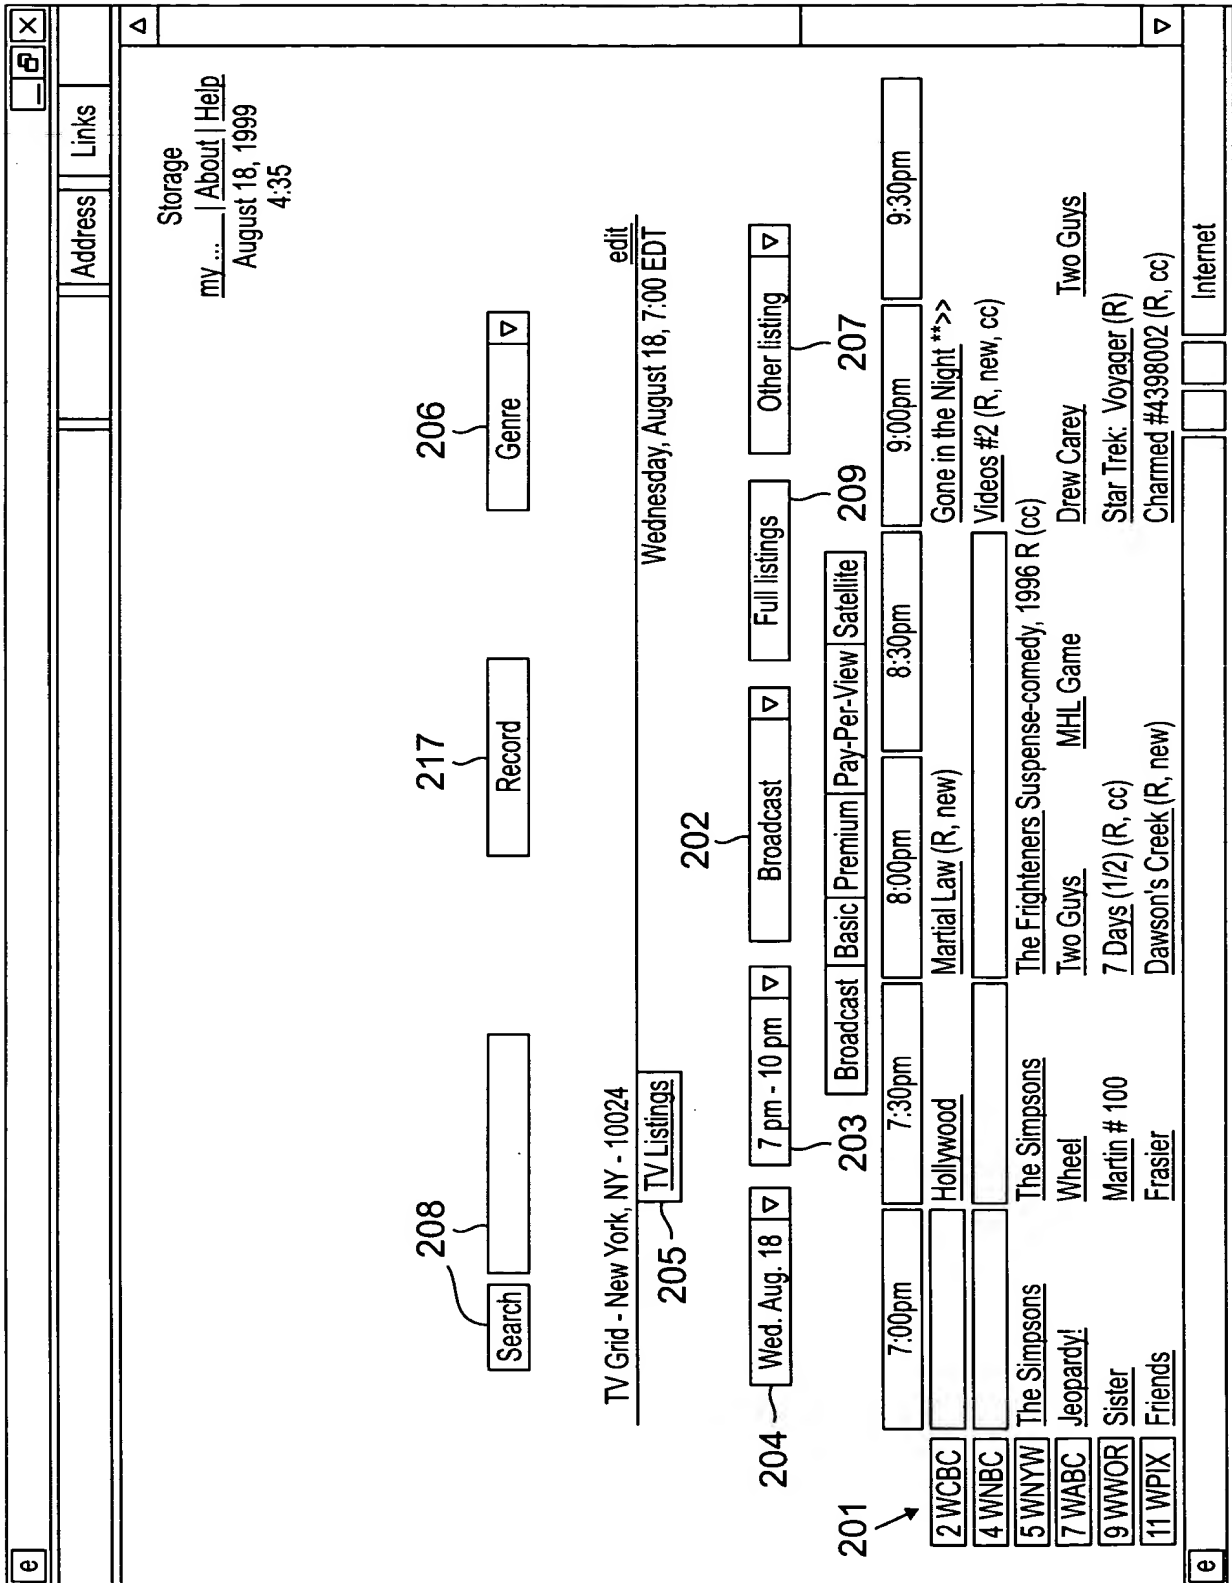 e
Address Links
Storage
my ... | About | Help
August 18, 1999
4:35
208 217 206
Search Record Genre
TV Grid - New York, NY - 10024 edit
205 TV Listings Wednesday, August 18, 7:00 EDT
202
204 Wed. Aug. 18 7 pm - 10 pm Broadcast Full listings Other listing
203 209 207
Broadcast Basic Premium Pay-Per-View Satellite
201 7:00pm 7:30pm 8:00pm 8:30pm 9:00pm 9:30pm
2 WCBC Hollywood Martial Law (R, new) Gone in the Night **>>
4 WNBC Videos #2 (R, new, cc)
5 WNYW The Simpsons The Simpsons The Frighteners Suspense-comedy, 1996 R (cc)
7 WABC Jeopardy! Wheel Two Guys MHL Game Drew Carey Two Guys
9 WWOR Sister Martin # 100 7 Days (1/2) (R, cc) Star Trek: Voyager (R)
11 WPIX Friends Frasier Dawson's Creek (R, new) Charmed #4398002 (R, cc)
e Internet